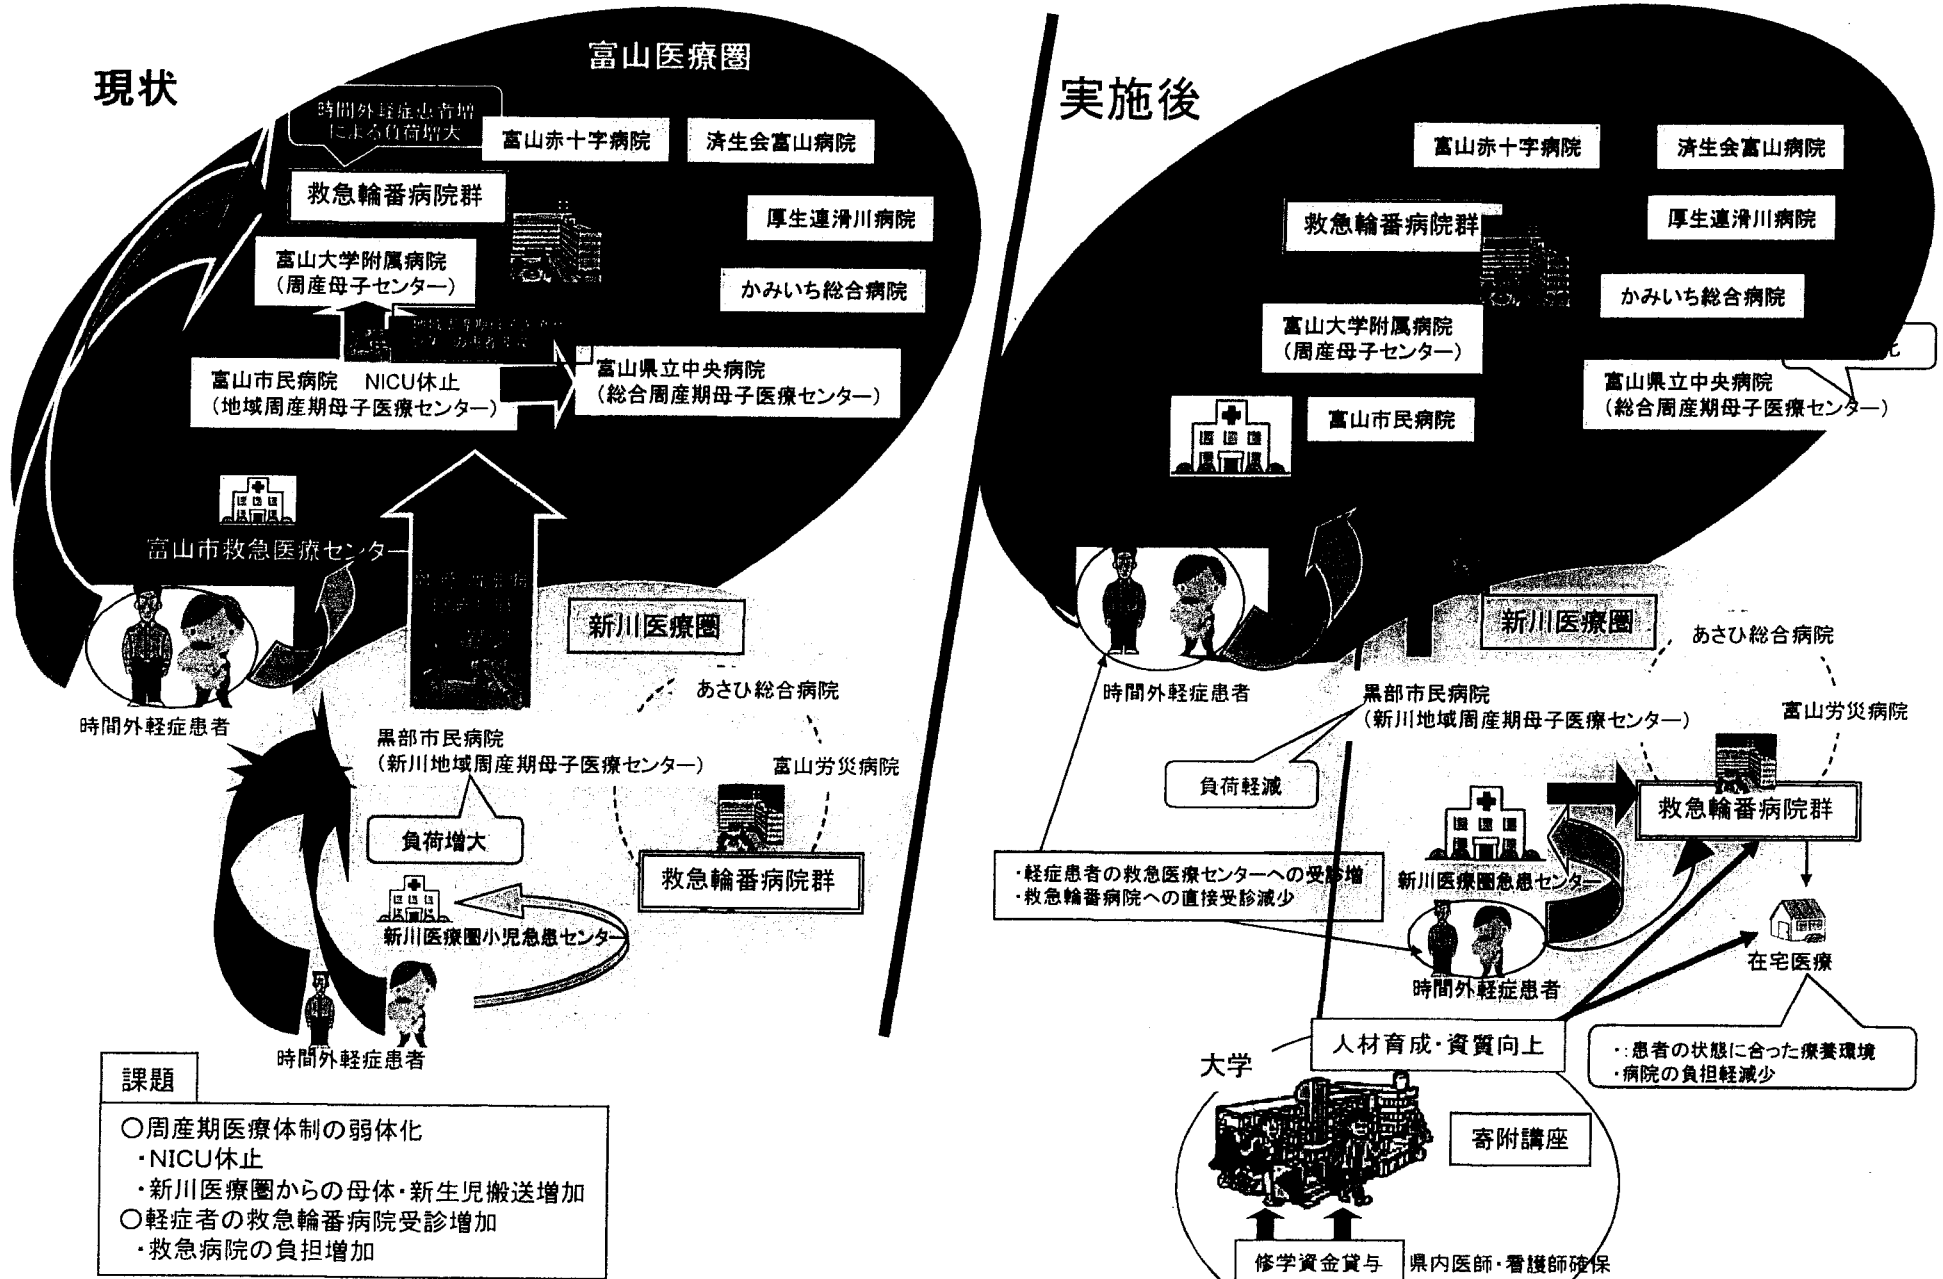 現状
富山医療圏
時間外軽症患者増
による負荷増大
富山赤十字病院
済生会富山病院
救急輪番病院群
厚生連滑川病院
富山大学附属病院
（周産母子センター）
かみいち総合病院
富山市民病院 NICU休止
（地域周産期母子医療センター）
富山県立中央病院
（総合周産期母子医療センター）
富山市救急医療センター
時間外軽症患者
新川医療圏
あさひ総合病院
黒部市民病院
（新川地域周産期母子医療センター）
富山労災病院
負荷増大
救急輪番病院群
新川医療圏小児急患センター
時間外軽症患者
課題
○周産期医療体制の弱体化
・NICU休止
・新川医療圏からの母体・新生児搬送増加
○軽症者の救急輪番病院受診増加
・救急病院の負担増加
実施後
富山赤十字病院
済生会富山病院
救急輪番病院群
厚生連滑川病院
かみいち総合病院
富山大学附属病院
（周産母子センター）
化
富山県立中央病院
（総合周産期母子医療センター）
富山市民病院
時間外軽症患者
新川医療圏
あさひ総合病院
黒部市民病院
（新川地域周産期母子医療センター）
富山労災病院
負荷軽減
救急輪番病院群
・軽症患者の救急医療センターへの受診増
・救急輪番病院への直接受診減少
新川医療圏急患センター
時間外軽症患者
在宅医療
人材育成・資質向上
・：患者の状態に合った療養環境
・病院の負担軽減少
大学
寄附講座
修学資金貸与
県内医師・看護師確保